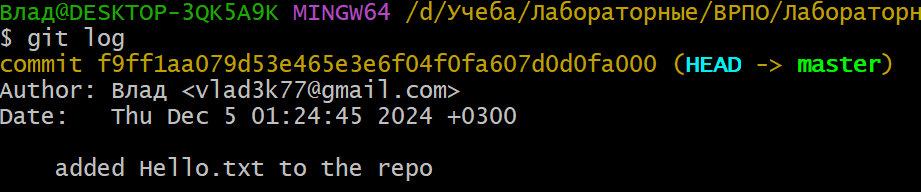 Влад@DESKTOP-3QK5A9K MINGW64 /d/Учеба/Лабораторные/ВРПО/Лабораторн
$ git log
commit f9ff1aa079d53e465e3e6f04f0fa607d0d0fa000 (HEAD -> master)
Author: Влад <vlad3k77@gmail.com>
Date:   Thu Dec 5 01:24:45 2024 +0300
    added Hello.txt to the repo